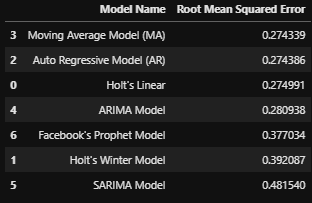 Model Name Root Mean Squared Error
3 Moving Average Model (MA) 0.274339
2 Auto Regressive Model (AR) 0.274386
0 Holt's Linear 0.274991
4 ARIMA Model 0.280938
6 Facebook's Prophet Model 0.377034
1 Holt's Winter Model 0.392087
5 SARIMA Model 0.481540